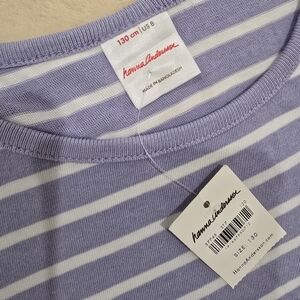 130 cm | US 8
hanna andersson
MADE IN BANGLADESH
hanna andersson
SIZE: 130
HannaAndersson.com